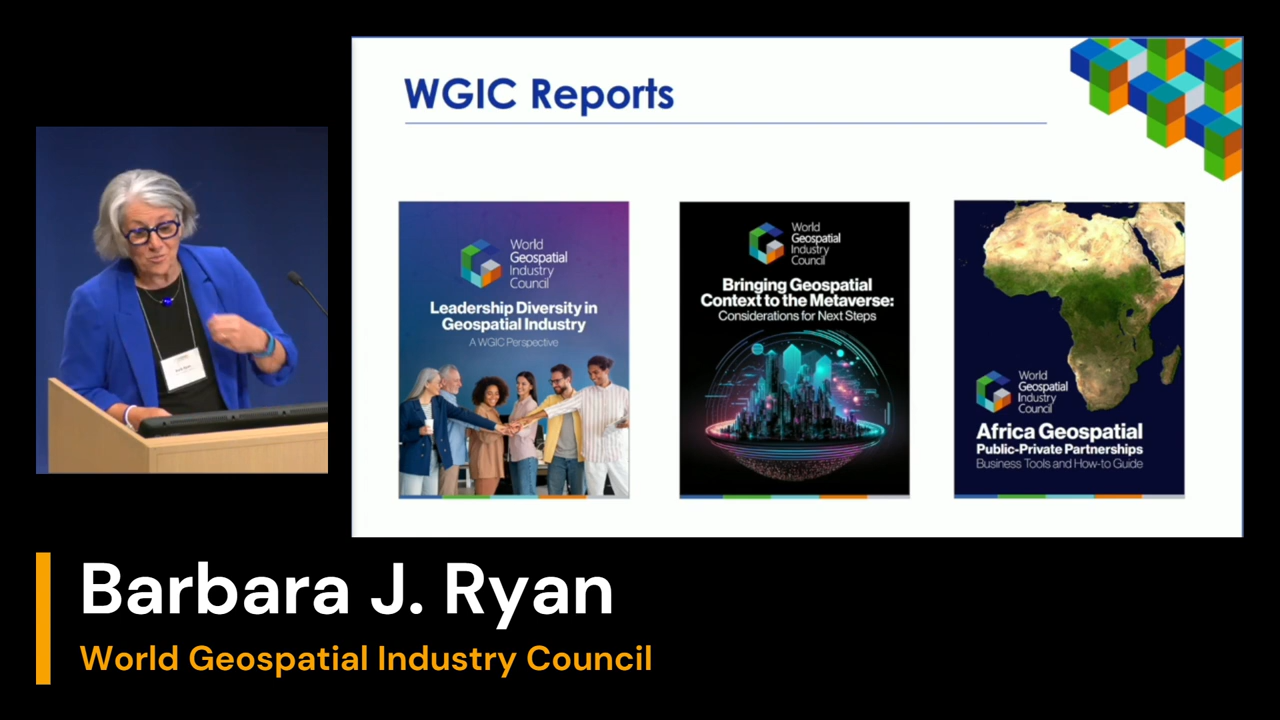 WGIC Reports
World
Geospatial
Industry
Council
Leadership Diversity in
Geospatial Industry
A WGIC Perspective
World
Geospatial
Industry
Council
Bringing Geospatial
Context to the Metaverse:
Considerations for Next Steps
World
Geospatial
Industry
Council
Africa Geospatial
Public-Private Partnerships
Business Tools and How-to Guide
Barbara J. Ryan
World Geospatial Industry Council